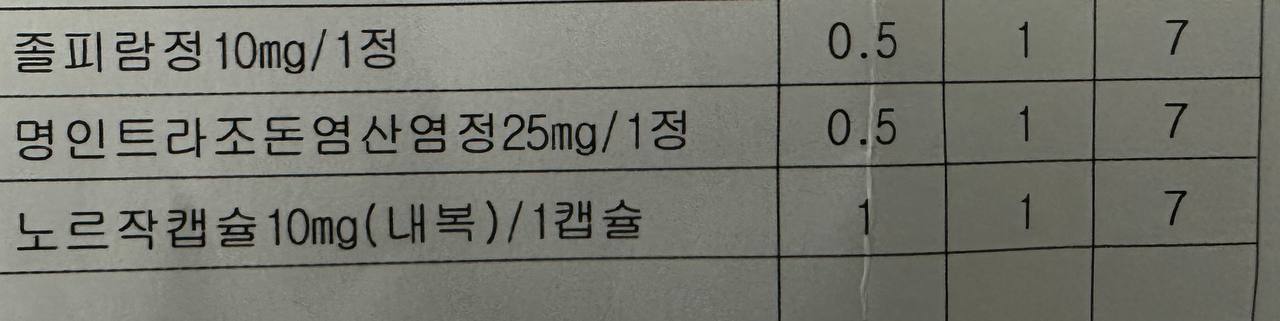 졸피람정10mg/1정 0.5 1 7
명인트라조돈염산염정25mg/1정 0.5 1 7
노르작캡슐10mg(내복)/1캡슐 1 1 7